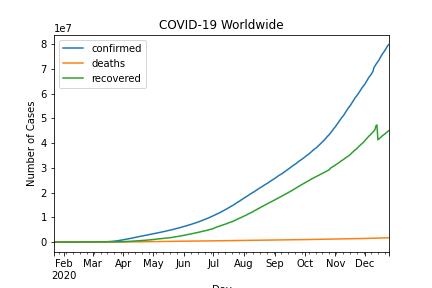 COVID-19 Worldwide
1e7
confirmed
deaths
recovered
8
7
6
5
4
3
2
1
0
Number of Cases
Feb Mar Apr May Jun Jul Aug Sep Oct Nov Dec
2020